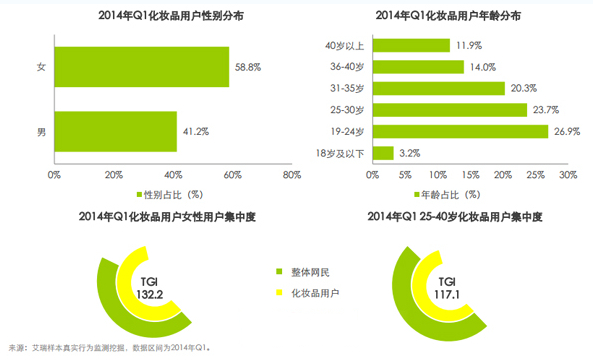 2014年Q1化妆品用户性别分布
女
58.8%
男
41.2%
0%
20%
40%
60%
80%
性别占比（%）
2014年Q1化妆品用户年龄分布
40岁以上
11.9%
36-40岁
14.0%
31-35岁
20.3%
25-30岁
23.7%
19-24岁
26.9%
18岁及以下
3.2%
0%
5%
10%
15%
20%
25%
30%
年龄占比（%）
2014年Q1化妆品用户女性用户集中度
TGI
132.2
整体网民
化妆品用户
2014年Q1 25-40岁化妆品用户集中度
TGI
117.1
来源：艾瑞样本真实行为监测挖掘，数据区间为2014年Q1。